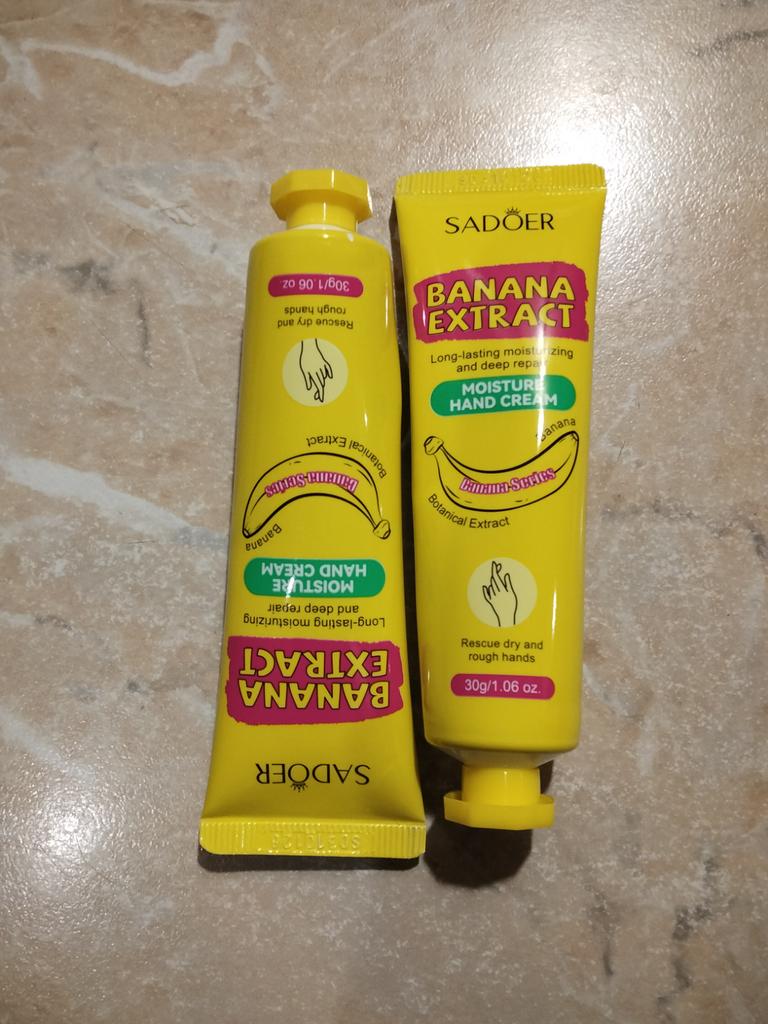 SADOER
BANANA
EXTRACT
Long-lasting moisturizing
and deep repair
MOISTURE
HAND CREAM
Banana
Banana Series
Botanical Extract
Rescue dry and
rough hands
30g/1.06 oz.
SADOER
BANANA
EXTRACT
Long-lasting moisturizing
and deep repair
MOISTURE
HAND CREAM
Banana
Banana Series
Botanical Extract
Rescue dry and
rough hands
30g/1.06 oz.